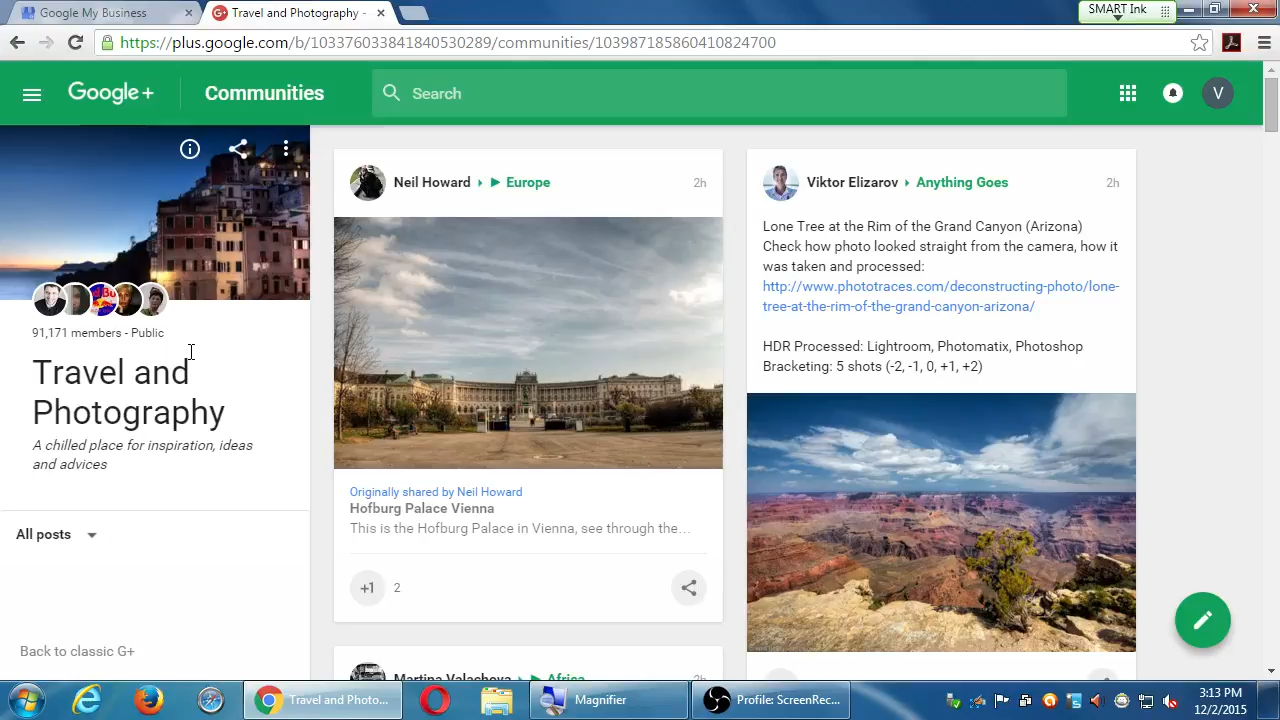 Google My Business
Travel and Photography -
SMART Ink
https://plus.google.com/b/103376033841840530289/communities/103987185860410824700
Google+
Communities
Search
V
91,171 members - Public
Travel and
Photography
A chilled place for inspiration, ideas
and advices
All posts
Back to classic G+
Neil Howard
Europe
2h
Originally shared by Neil Howard
Hofburg Palace Vienna
This is the Hofburg Palace in Vienna, see through the…
+1
2
Martina Valachova
Africa
2h
Viktor Elizarov
Anything Goes
2h
Lone Tree at the Rim of the Grand Canyon (Arizona)
Check how photo looked straight from the camera, how it
was taken and processed:
http://www.phototraces.com/deconstructing-photo/lone-
tree-at-the-rim-of-the-grand-canyon-arizona/
HDR Processed: Lightroom, Photomatix, Photoshop
Bracketing: 5 shots (-2, -1, 0, +1, +2)
Travel and Photo...
Magnifier
Profile: ScreenRec...
3:13 PM
12/2/2015